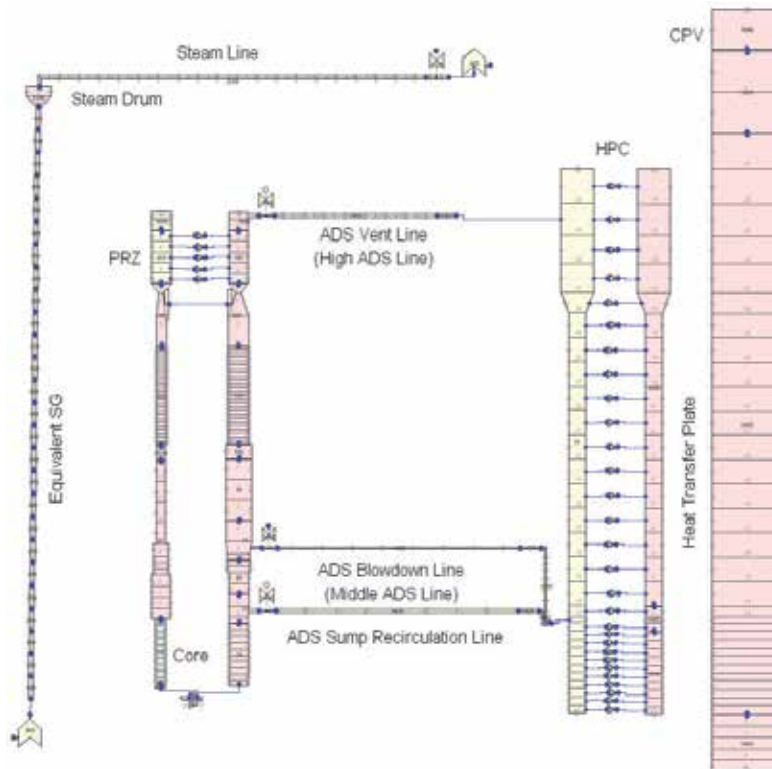 Steam Line
CPV
Steam Drum
HPC
PRZ
ADS Vent Line
(High ADS Line)
Equivalent SG
Heat Transfer Plate
ADS Blowdown Line
(Middle ADS Line)
ADS Sump Recirculation Line
Core